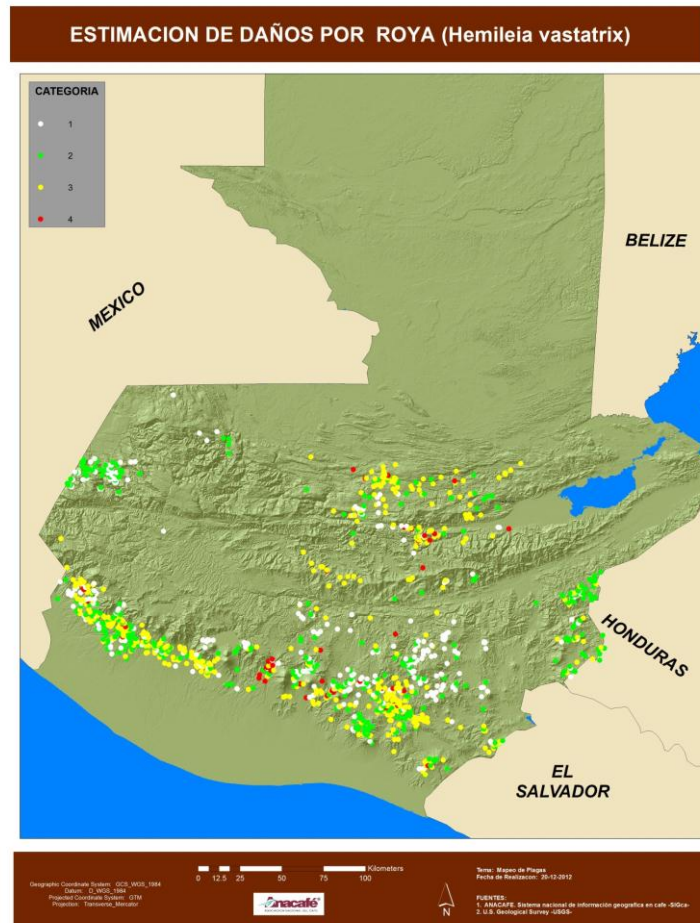 ESTIMACION DE DAÑOS POR ROYA (Hemileia vastatrix)
CATEGORIA
1
2
3
4
BELIZE
MEXICO
HONDURAS
EL
SALVADOR
Geographic Coordinate System: GCS_WGS_1984
Datum: D_WGS_1984
Projected Coordinate System: GTM
Projection: Transverse_Mercator
Kilometers
0 12.5 25 50 75 100
Anacafé
N
Tema: Mapeo de Plagas
Fecha de Realizacion: 20-12-2012
FUENTES:
1. ANACAFE, Sistema nacional de información geografica en cafe -SIGca-
2. U.S. Geological Survey -USGS-